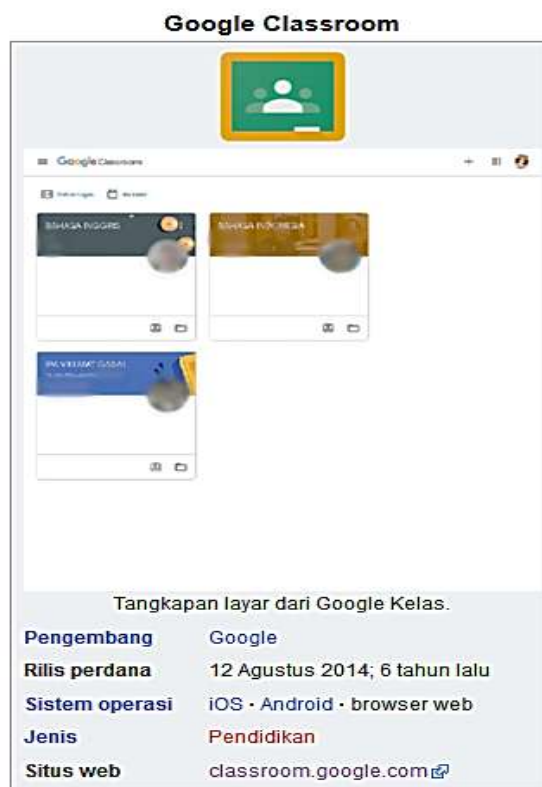 Google Classroom
Google Classroom
BAHASA INGGRIS
BAHASA INDONESIA
Tangkapan layar dari Google Kelas.
Pengembang Google
Rilis perdana 12 Agustus 2014; 6 tahun lalu
Sistem operasi iOS · Android · browser web
Jenis Pendidikan
Situs web classroom.google.com